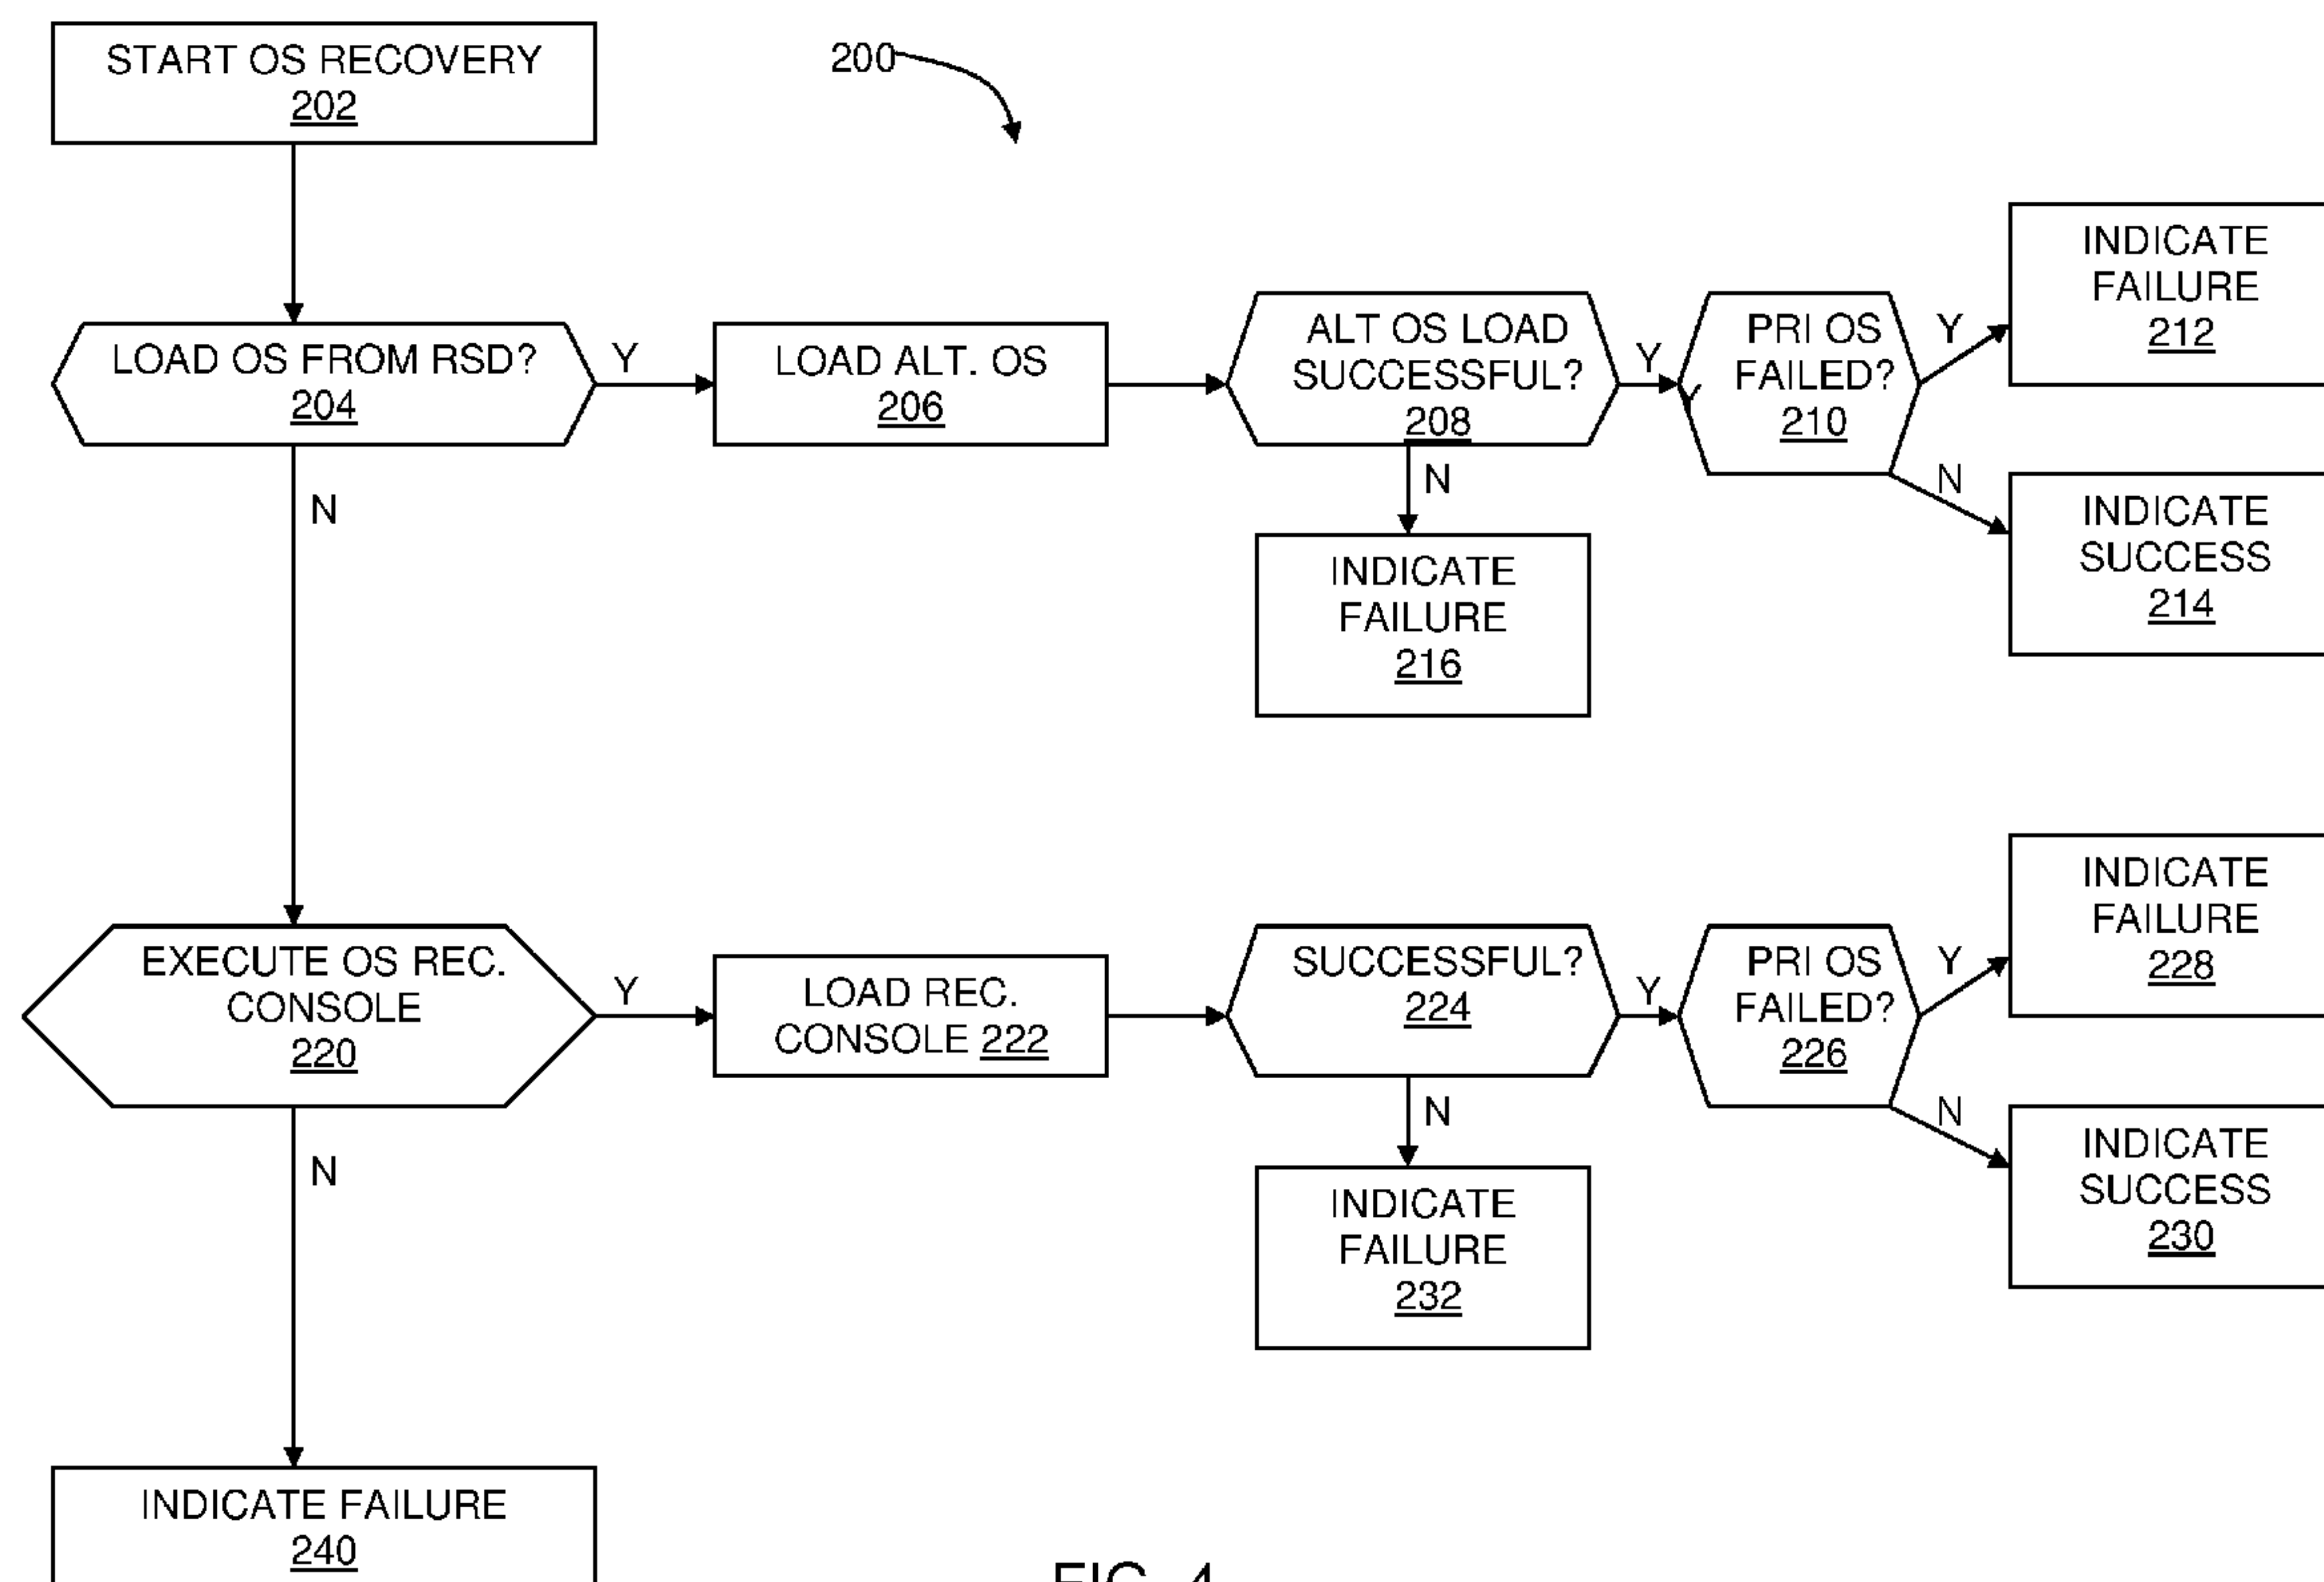 START OS RECOVERY
202
200
LOAD OS FROM RSD?
204
Y
N
LOAD ALT. OS
206
ALT OS LOAD
SUCCESSFUL?
208
Y
Y
N
PRI OS
FAILED?
210
Y
N
INDICATE
FAILURE
212
INDICATE
SUCCESS
214
INDICATE
FAILURE
216
EXECUTE OS REC.
CONSOLE
220
Y
N
LOAD REC.
CONSOLE 222
SUCCESSFUL?
224
Y
N
PRI OS
FAILED?
226
Y
N
INDICATE
FAILURE
228
INDICATE
SUCCESS
230
INDICATE
FAILURE
232
INDICATE FAILURE
240
FIG. 4